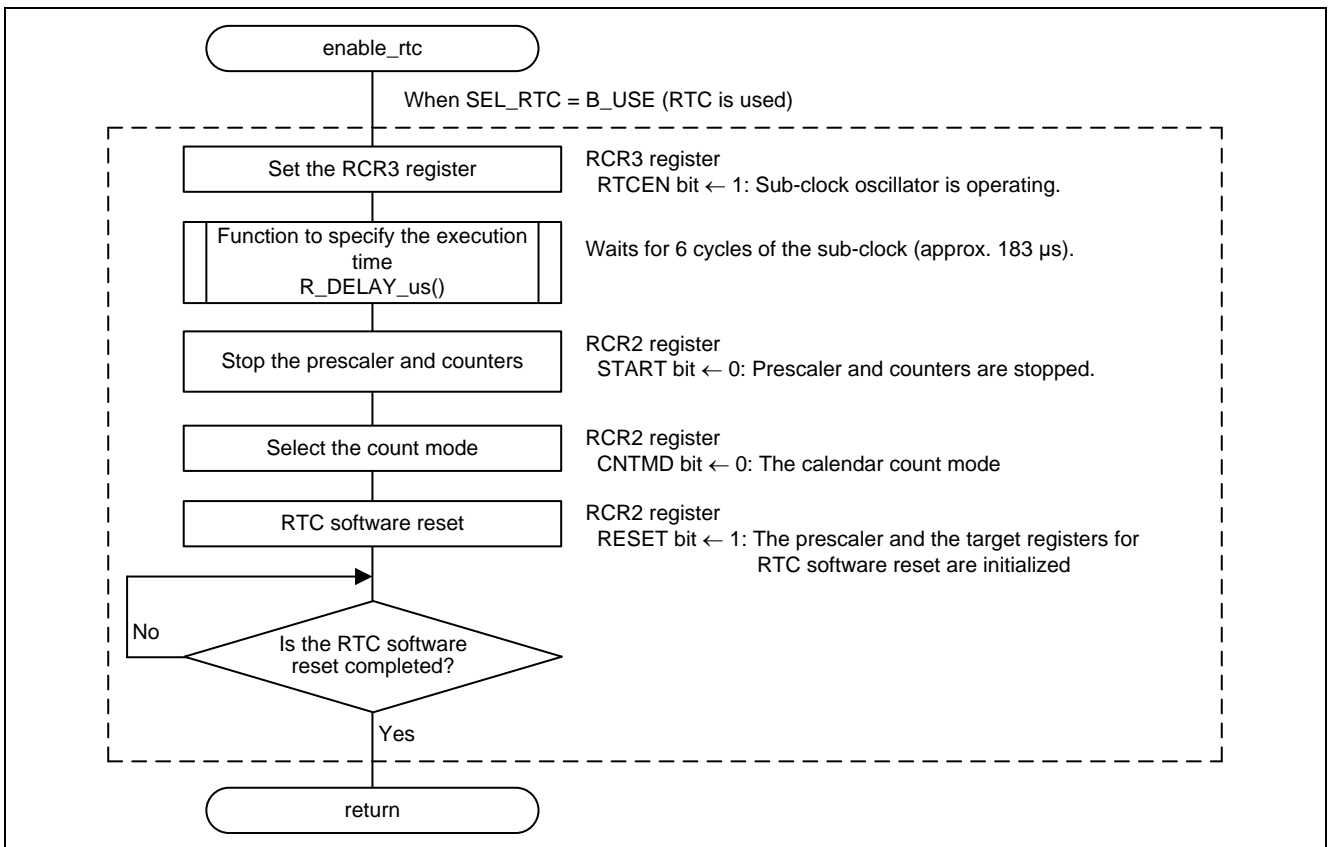 enable_rtc
When SEL_RTC = B_USE (RTC is used)
Set the RCR3 register
RCR3 register
RTCEN bit ← 1: Sub-clock oscillator is operating.
Function to specify the execution
time
R_DELAY_us()
Waits for 6 cycles of the sub-clock (approx. 183 µs).
Stop the prescaler and counters
RCR2 register
START bit ← 0: Prescaler and counters are stopped.
Select the count mode
RCR2 register
CNTMD bit ← 0: The calendar count mode
RTC software reset
RCR2 register
RESET bit ← 1: The prescaler and the target registers for
RTC software reset are initialized
No
Is the RTC software
reset completed?
Yes
return